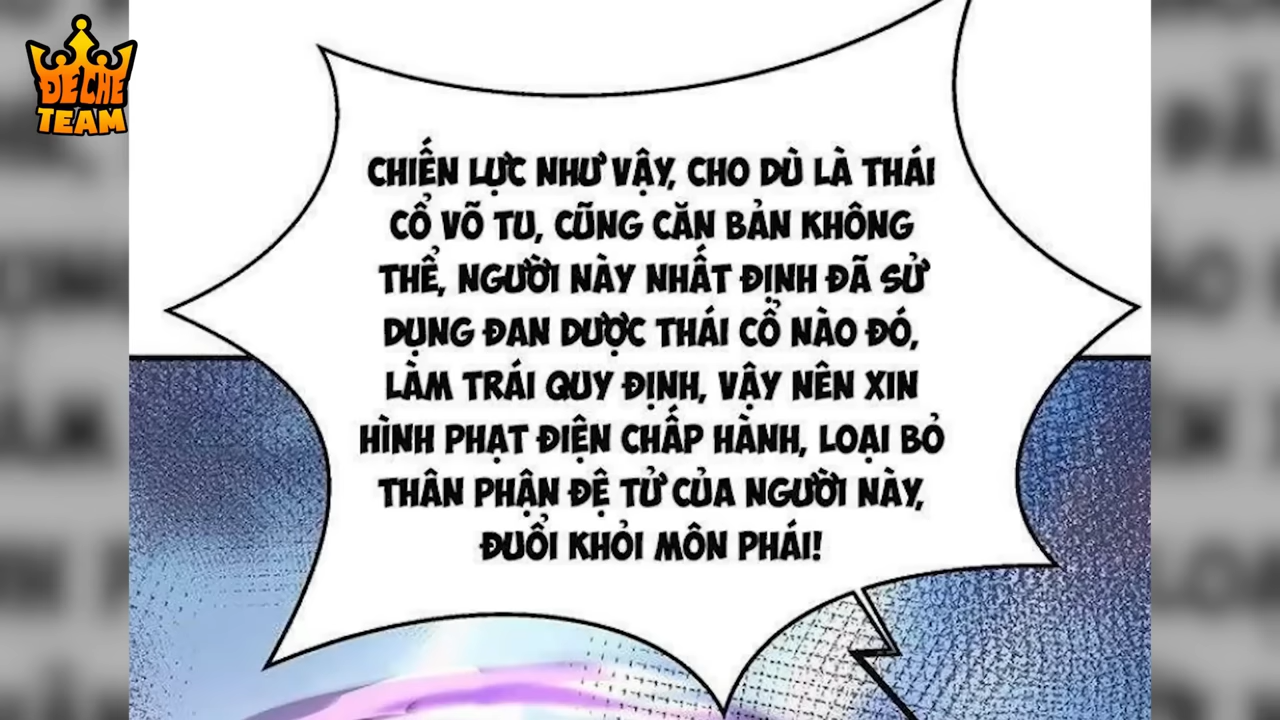 ĐẾ CHẾ
TEAM
CHIẾN LỰC NHƯ VẬY, CHO DÙ LÀ THÁI
CỔ VÕ TU, CŨNG CĂN BẢN KHÔNG
THỂ, NGƯỜI NÀY NHẤT ĐỊNH ĐÃ SỬ
DỤNG ĐAN DƯỢC THÁI CỔ NÀO ĐÓ,
LÀM TRÁI QUY ĐỊNH, VẬY NÊN XIN
HÌNH PHẠT ĐIỆN CHẤP HÀNH, LOẠI BỎ
THÂN PHẬN ĐỆ TỬ CỦA NGƯỜI NÀY,
ĐUỔI KHỎI MÔN PHÁI!